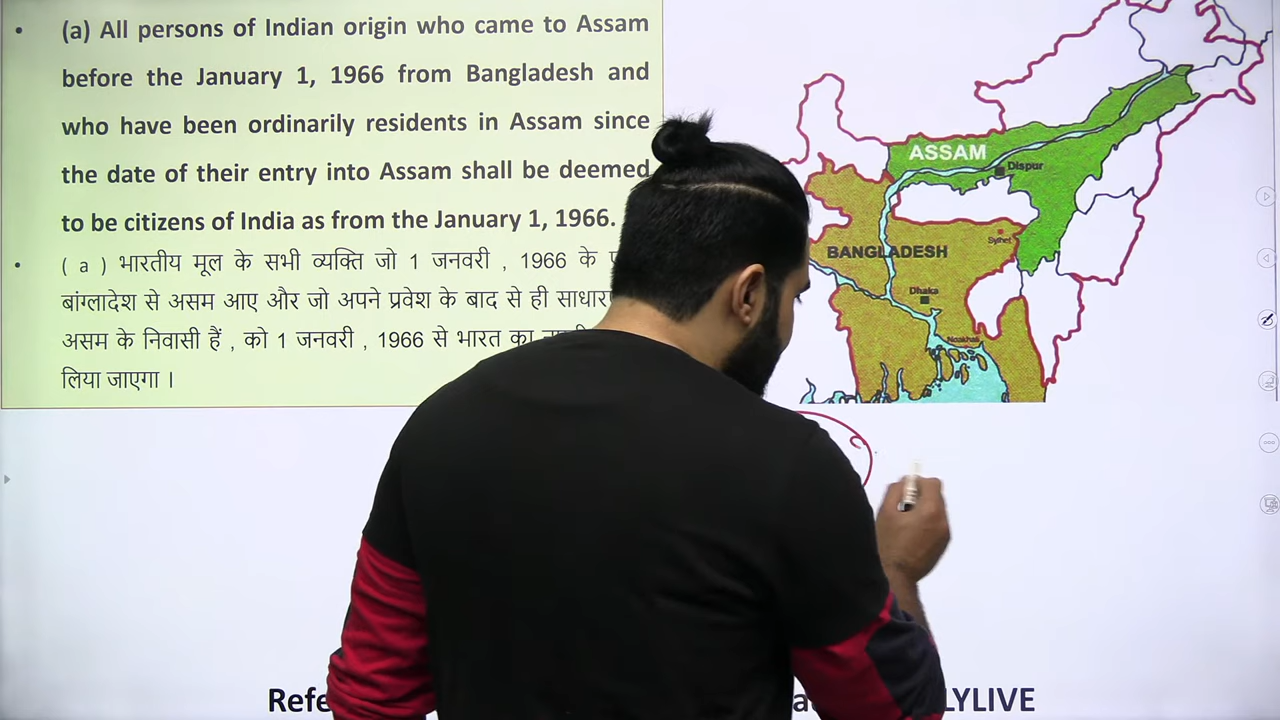 • (a) All persons of Indian origin who came to Assam
before the January 1, 1966 from Bangladesh and
who have been ordinarily residents in Assam since
the date of their entry into Assam shall be deemed
to be citizens of India as from the January 1, 1966.
• ( a ) भारतीय मूल के सभी व्यक्ति जो 1 जनवरी , 1966 के
बांग्लादेश से असम आए और जो अपने प्रवेश के बाद से ही
असम के निवासी हैं , को 1 जनवरी , 1966 से भारत का
लिया जाएगा ।
ASSAM
Dispur
Sylhet
BANGLADESH
Dhaka
Noakhali
Refe
LYLIVE